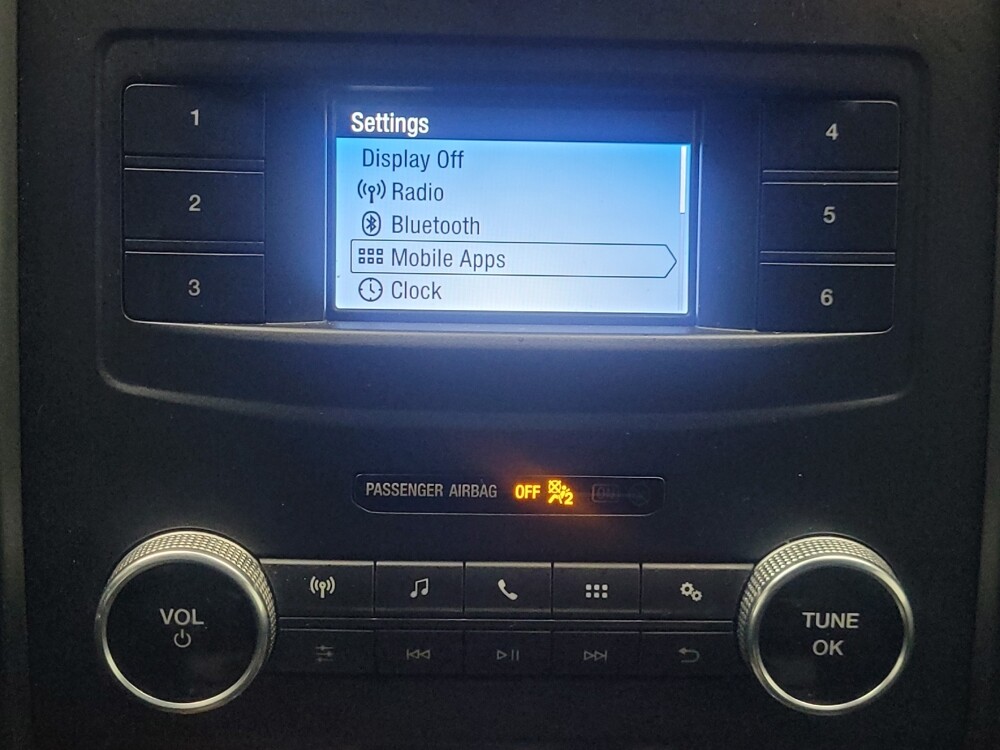 Settings
Display Off
Radio
Bluetooth
Mobile Apps
Clock
1
2
3
4
5
6
PASSENGER AIRBAG OFF 2
VOL
TUNE
OK